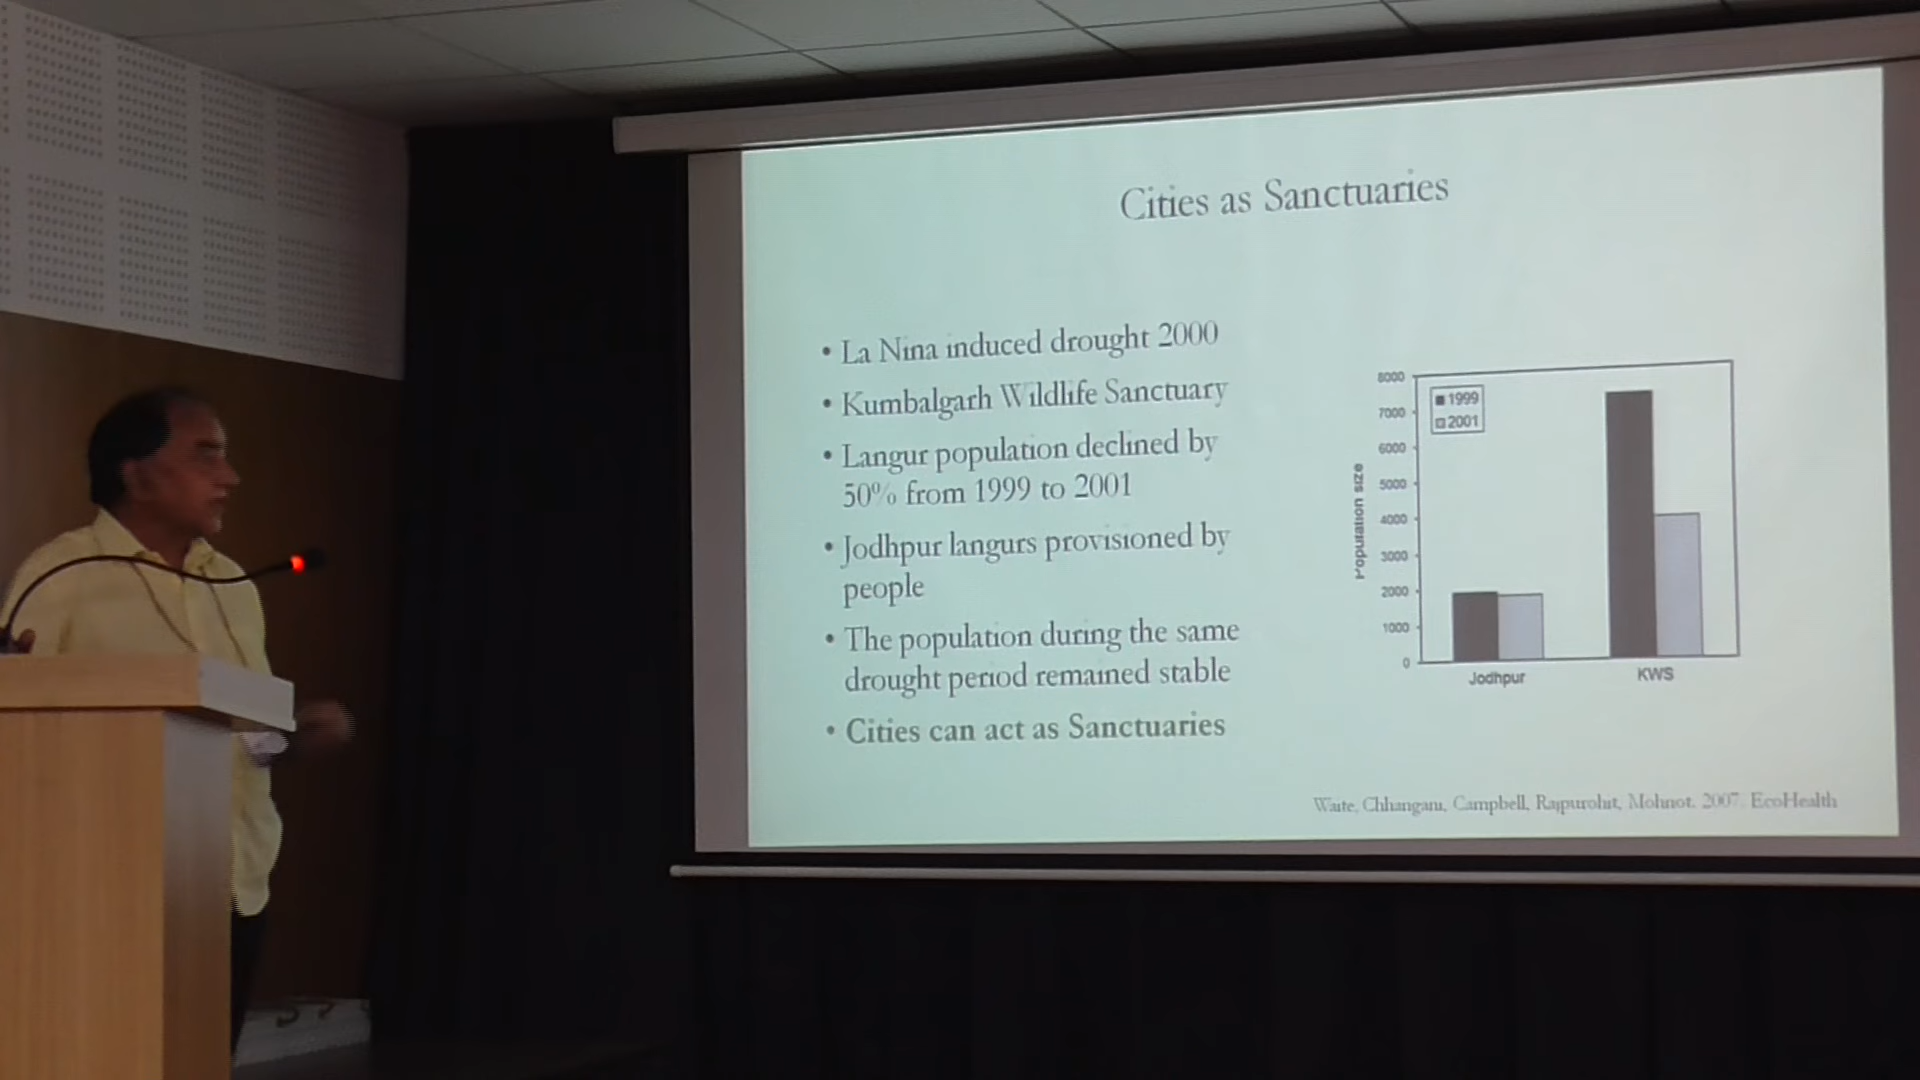 Cities as Sanctuaries
• La Nina induced drought 2000
• Kumbalgarh Wildlife Sanctuary
• Langur population declined by
50% from 1999 to 2001
• Jodhpur langurs provisioned by
people
• The population during the same
drought period remained stable
• Cities can act as Sanctuaries
8000
7000
6000
5000
4000
3000
2000
1000
0
Population size
1999
2001
Jodhpur
KWS
Waite, Chhangani, Campbell, Rajpurohit, Mohnot. 2007. EcoHealth